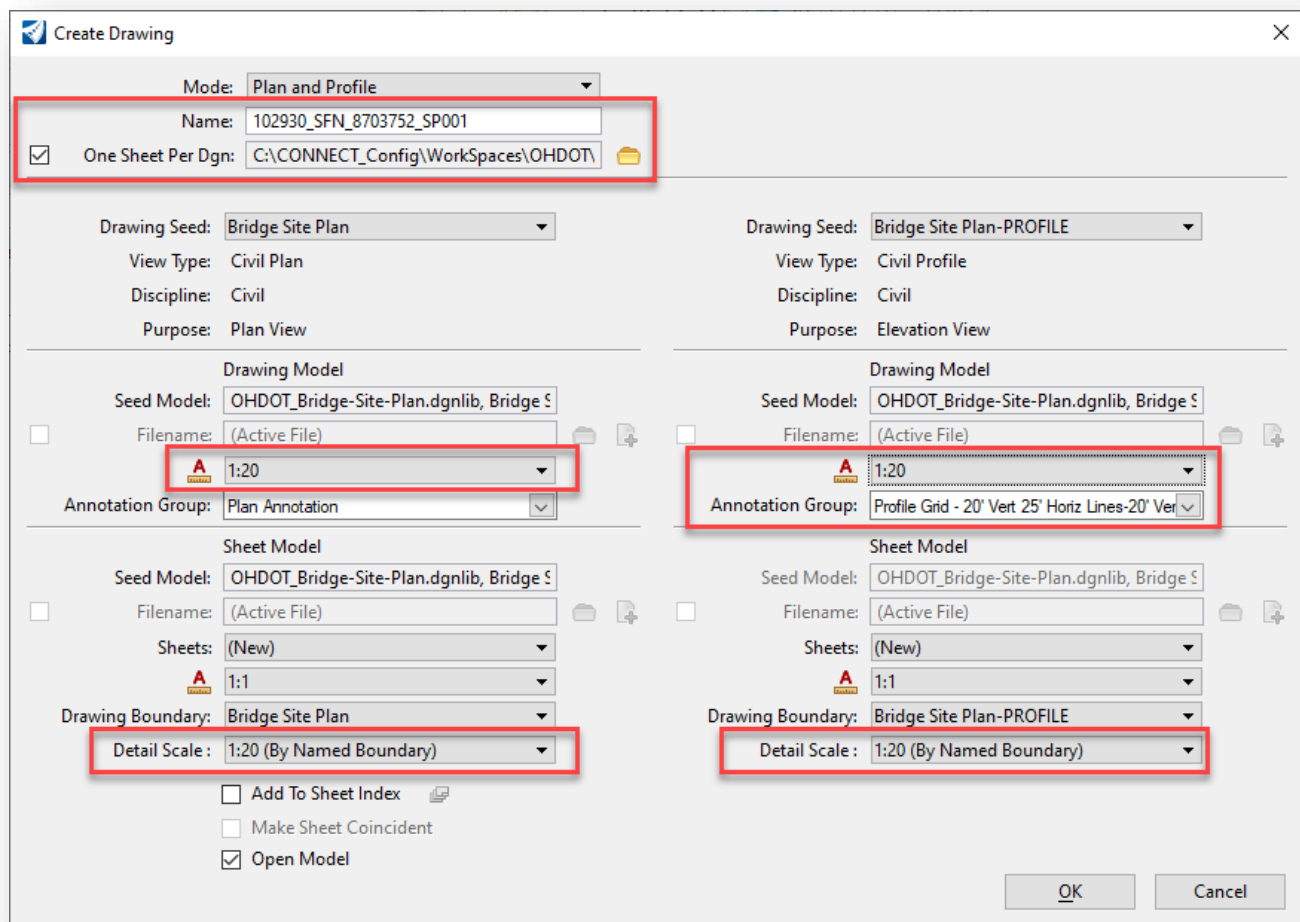 Create Drawing
Mode: Plan and Profile
Name: 102930_SFN_8703752_SP001
One Sheet Per Dgn: C:\CONNECT_Config\WorkSpaces\OHDOT\
Drawing Seed: Bridge Site Plan
View Type: Civil Plan
Discipline: Civil
Purpose: Plan View
Drawing Model
Seed Model: OHDOT_Bridge-Site-Plan.dgnlib, Bridge S
Filename: (Active File)
A 1:20
Annotation Group: Plan Annotation
Sheet Model
Seed Model: OHDOT_Bridge-Site-Plan.dgnlib, Bridge S
Filename: (Active File)
Sheets: (New)
A 1:1
Drawing Boundary: Bridge Site Plan
Detail Scale : 1:20 (By Named Boundary)
Add To Sheet Index
Make Sheet Coincident
Open Model
Drawing Seed: Bridge Site Plan-PROFILE
View Type: Civil Profile
Discipline: Civil
Purpose: Elevation View
Drawing Model
Seed Model: OHDOT_Bridge-Site-Plan.dgnlib, Bridge S
Filename: (Active File)
A 1:20
Annotation Group: Profile Grid - 20' Vert 25' Horiz Lines-20' Ver
Sheet Model
Seed Model: OHDOT_Bridge-Site-Plan.dgnlib, Bridge S
Filename: (Active File)
Sheets: (New)
A 1:1
Drawing Boundary: Bridge Site Plan-PROFILE
Detail Scale : 1:20 (By Named Boundary)
OK Cancel